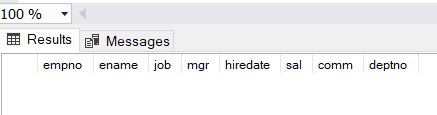 100 %
Results Messages
empno ename job mgr hiredate sal comm deptno